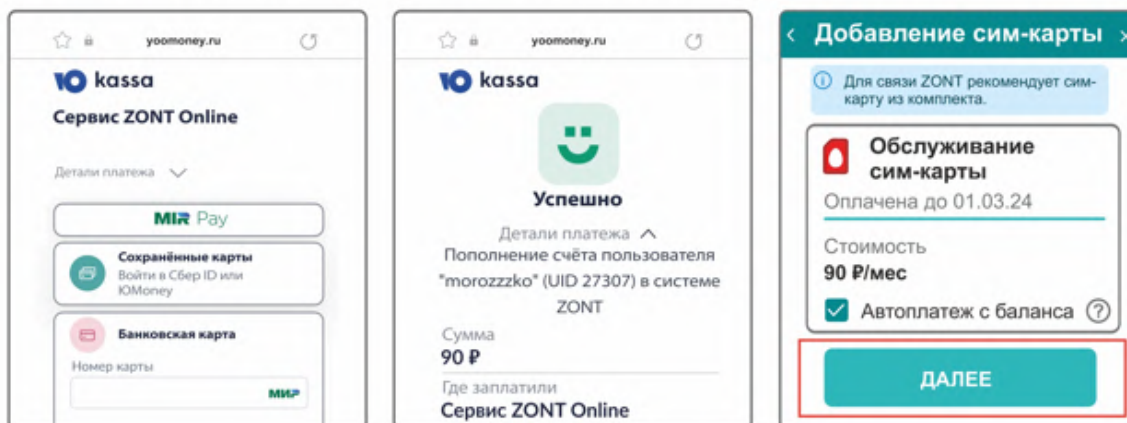 yoomoney.ru
Ю kassa
Сервис ZONT Online
Детали платежа
MIR Pay
Сохранённые карты
Войти в Сбер ID или
ЮMoney
Банковская карта
Номер карты
МИР
yoomoney.ru
Ю kassa
Успешно
Детали платежа
Пополнение счёта пользователя
"morozzzko" (UID 27307) в системе
ZONT
Сумма
90 ₽
Где заплатили
Сервис ZONT Online
< Добавление сим-карты ×
Для связи ZONT рекомендует сим-
карту из комплекта.
Обслуживание
сим-карты
Оплачена до 01.03.24
Стоимость
90 ₽/мес
Автоплатеж с баланса ?
ДАЛЕЕ